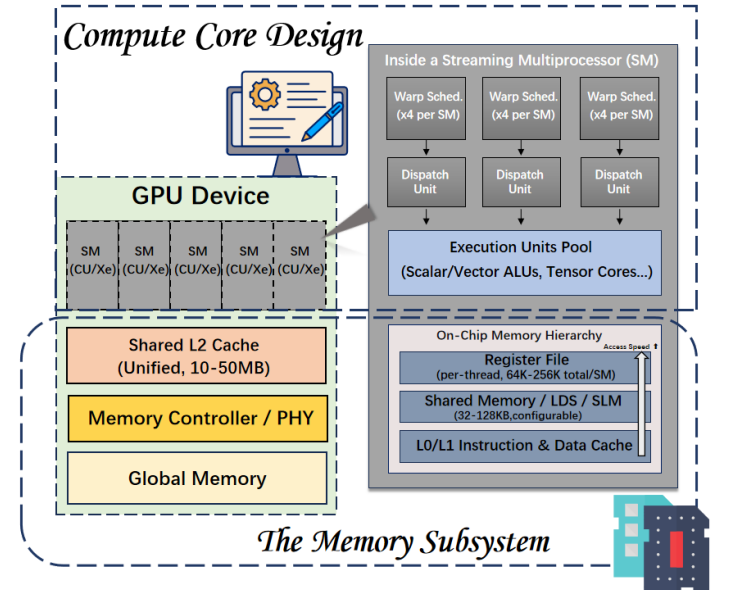 Compute Core Design
Inside a Streaming Multiprocessor (SM)
Warp Sched.
(x4 per SM)
Warp Sched.
(x4 per SM)
Warp Sched.
(x4 per SM)
Dispatch
Unit
Dispatch
Unit
Dispatch
Unit
Execution Units Pool
(Scalar/Vector ALUs, Tensor Cores...)
GPU Device
SM
(CU/Xe)
SM
(CU/Xe)
SM
(CU/Xe)
SM
(CU/Xe)
SM
(CU/Xe)
Shared L2 Cache
(Unified, 10-50MB)
Memory Controller / PHY
Global Memory
On-Chip Memory Hierarchy
Access Speed ⬆
Register File
(per-thread, 64K-256K total/SM)
Shared Memory / LDS / SLM
(32-128KB,configurable)
L0/L1 Instruction & Data Cache
The Memory Subsystem